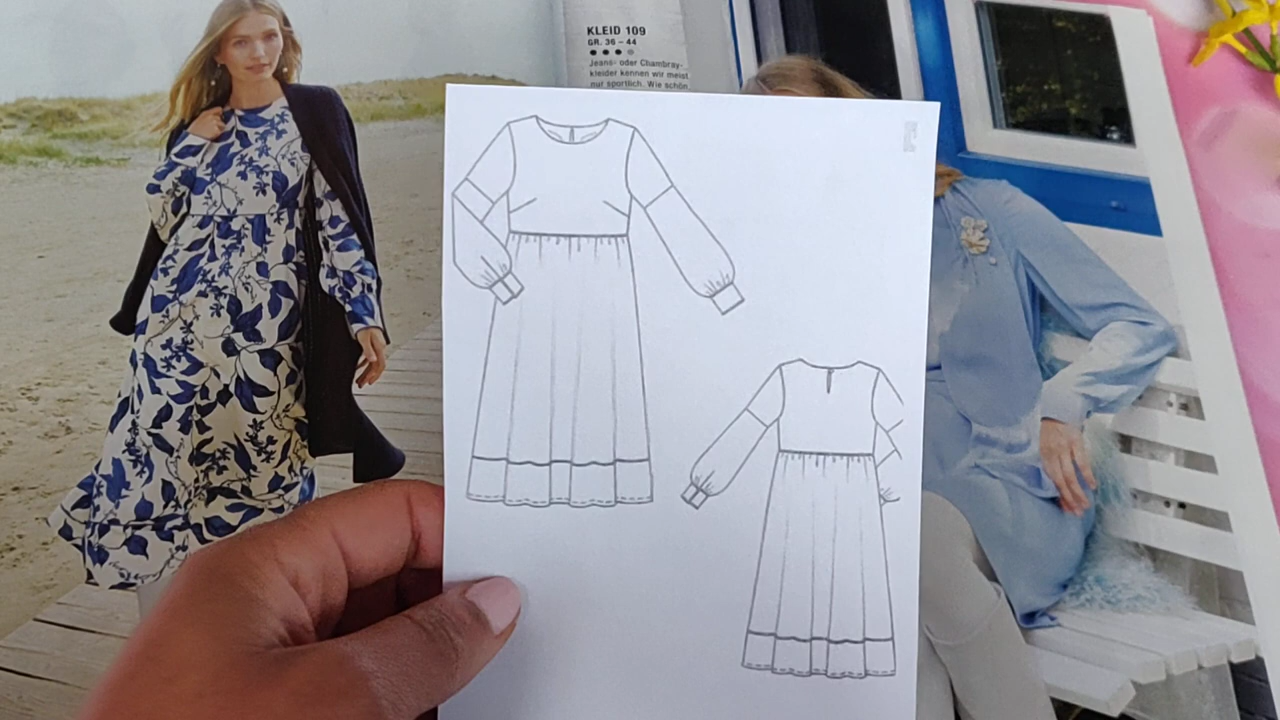 KLEID 109
GR. 36 – 44
Jeans- oder Chambray-
kleider kennen wir meist
nur sportlich. Wie schön